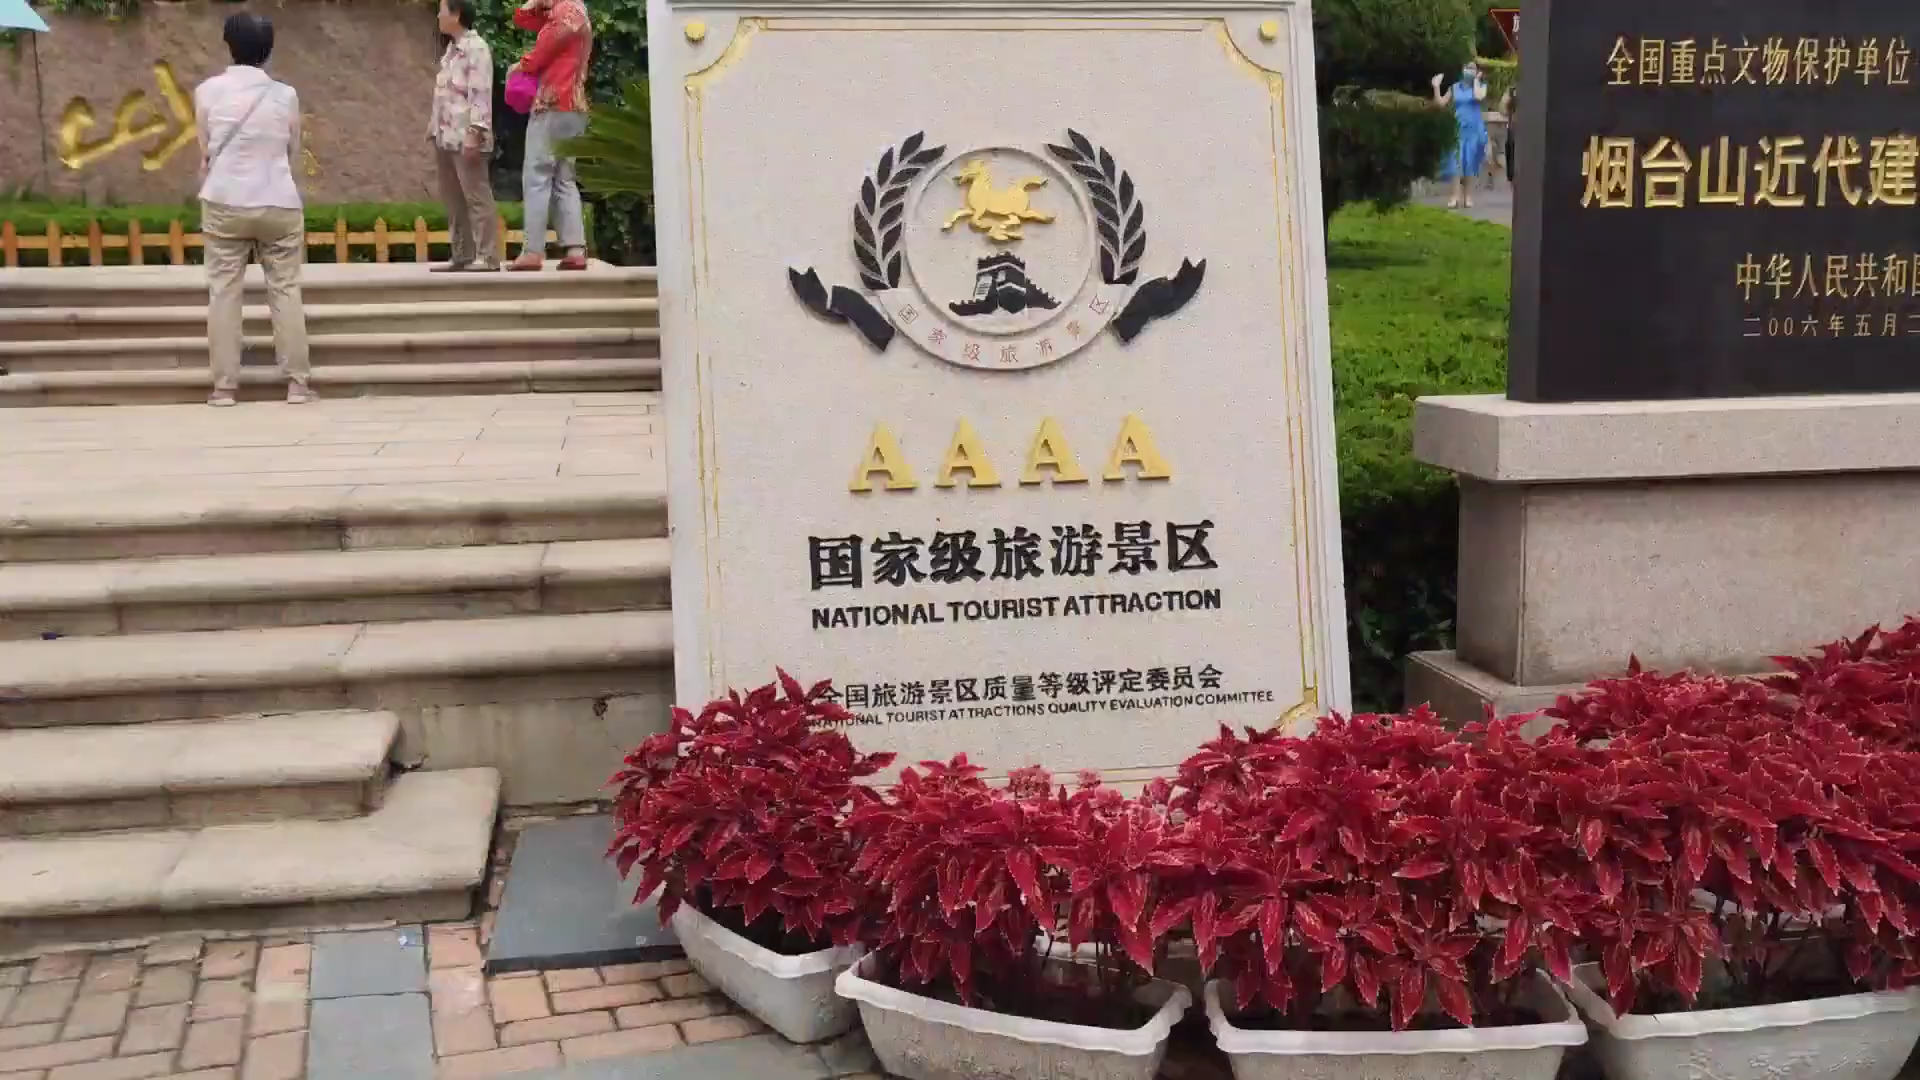 山
国家级旅游景区
AAAA
国家级旅游景区
NATIONAL TOURIST ATTRACTION
全国旅游景区质量等级评定委员会
NATIONAL TOURIST ATTRACTIONS QUALITY EVALUATION COMMITTEE
全国重点文物保护单位
烟台山近代建
中华人民共和国
二00六年五月二